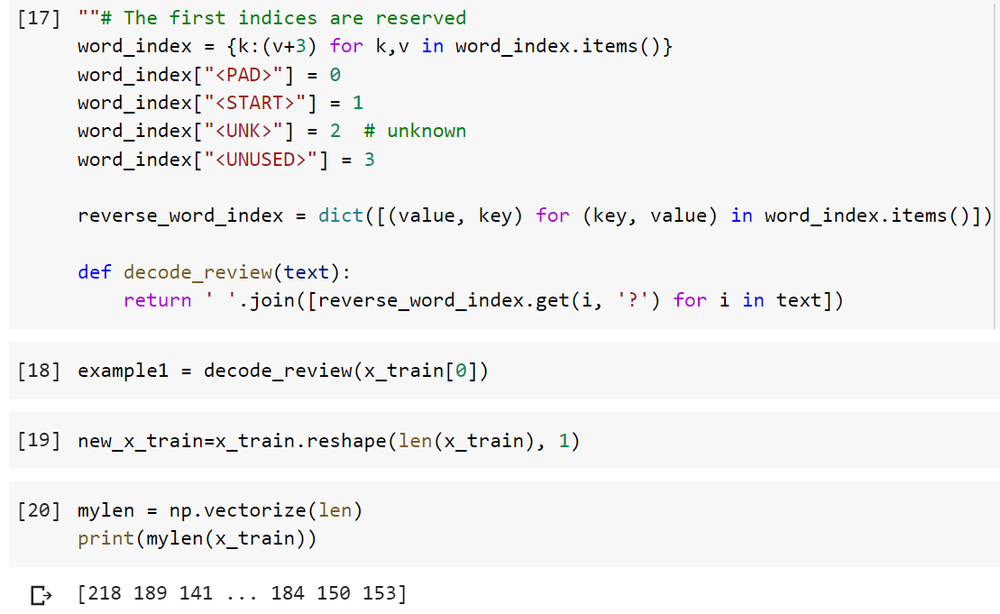 [17] ""# The first indices are reserved
word_index = {k:(v+3) for k,v in word_index.items()}
word_index["<PAD>"] = 0
word_index["<START>"] = 1
word_index["<UNK>"] = 2  # unknown
word_index["<UNUSED>"] = 3
reverse_word_index = dict([(value, key) for (key, value) in word_index.items()])
def decode_review(text):
    return ' '.join([reverse_word_index.get(i, '?') for i in text])
[18] example1 = decode_review(x_train[0])
[19] new_x_train=x_train.reshape(len(x_train), 1)
[20] mylen = np.vectorize(len)
print(mylen(x_train))
[218 189 141 ... 184 150 153]